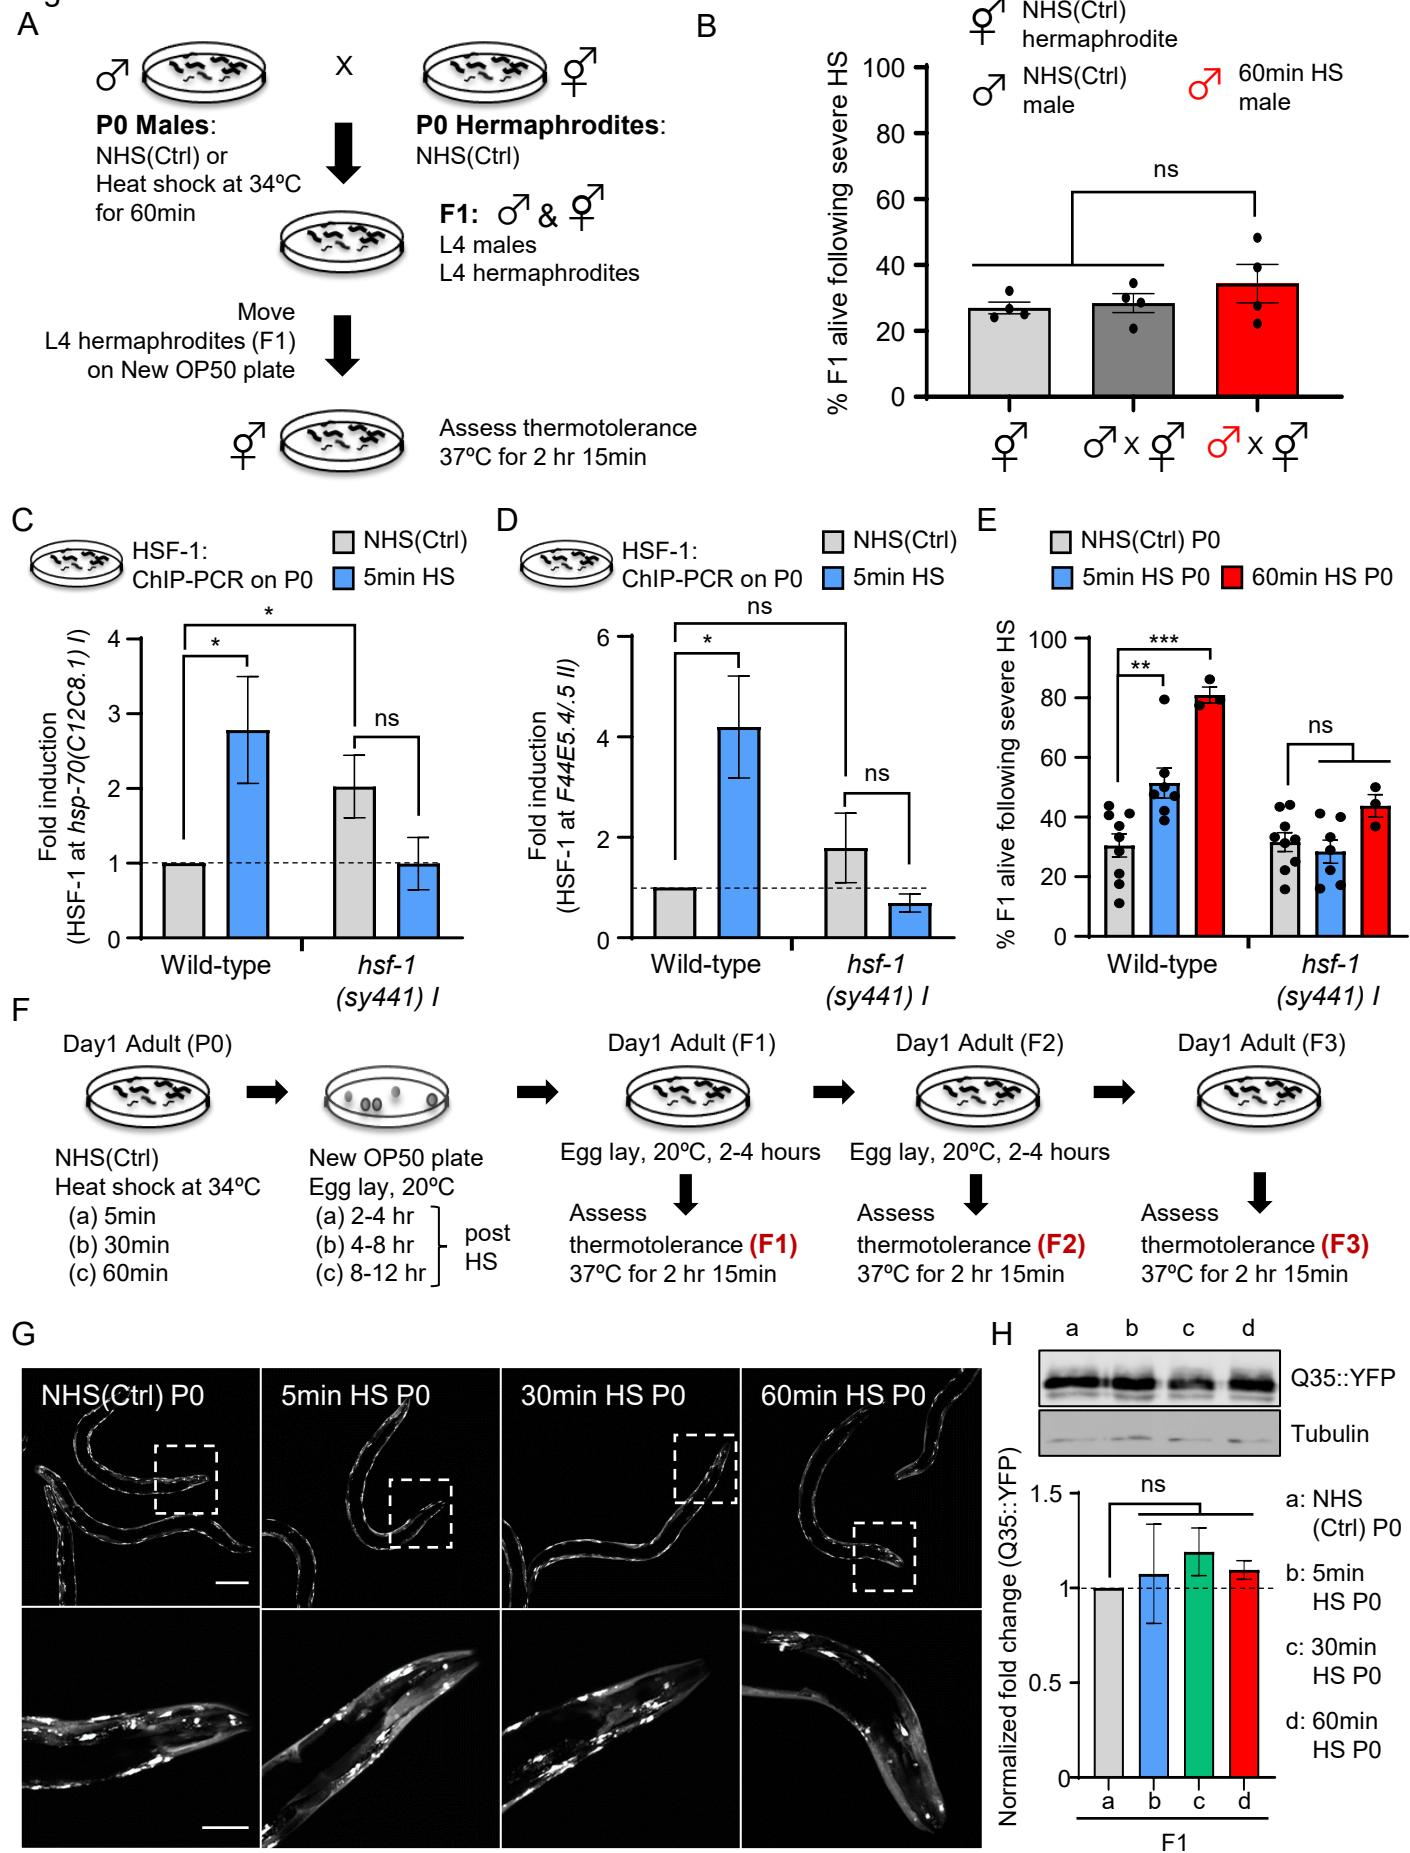 A
X
P0 Males:
NHS(Ctrl) or
Heat shock at 34ºC
for 60min
P0 Hermaphrodites:
NHS(Ctrl)
F1: ♂ & ⚥
L4 males
L4 hermaphrodites
Move
L4 hermaphrodites (F1)
on New OP50 plate
Assess thermotolerance
37ºC for 2 hr 15min
B
NHS(Ctrl)
hermaphrodite
NHS(Ctrl)
male
60min HS
male
% F1 alive following severe HS
100
80
60
40
20
0
ns
X
X
C
HSF-1:
ChIP-PCR on P0
NHS(Ctrl)
5min HS
Fold induction
(HSF-1 at hsp-70(C12C8.1) I)
4
3
2
1
0
*
*
ns
Wild-type
hsf-1
(sy441) I
D
HSF-1:
ChIP-PCR on P0
NHS(Ctrl)
5min HS
Fold induction
(HSF-1 at F44E5.4/.5 II)
6
4
2
0
ns
*
ns
Wild-type
hsf-1
(sy441) I
E
NHS(Ctrl) P0
5min HS P0
60min HS P0
% F1 alive following severe HS
100
80
60
40
20
0
***
**
ns
Wild-type
hsf-1
(sy441) I
F
Day1 Adult (P0)
NHS(Ctrl)
Heat shock at 34ºC
(a) 5min
(b) 30min
(c) 60min
New OP50 plate
Egg lay, 20ºC
(a) 2-4 hr
(b) 4-8 hr
(c) 8-12 hr
post
HS
Day1 Adult (F1)
Egg lay, 20ºC, 2-4 hours
Assess
thermotolerance (F1)
37ºC for 2 hr 15min
Day1 Adult (F2)
Egg lay, 20ºC, 2-4 hours
Assess
thermotolerance (F2)
37ºC for 2 hr 15min
Day1 Adult (F3)
Assess
thermotolerance (F3)
37ºC for 2 hr 15min
G
NHS(Ctrl) P0
5min HS P0
30min HS P0
60min HS P0
H
a b c d
Q35::YFP
Tubulin
Normalized fold change (Q35::YFP)
1.5
1
0.5
0
ns
a b c d
F1
a: NHS
(Ctrl) P0
b: 5min
HS P0
c: 30min
HS P0
d: 60min
HS P0